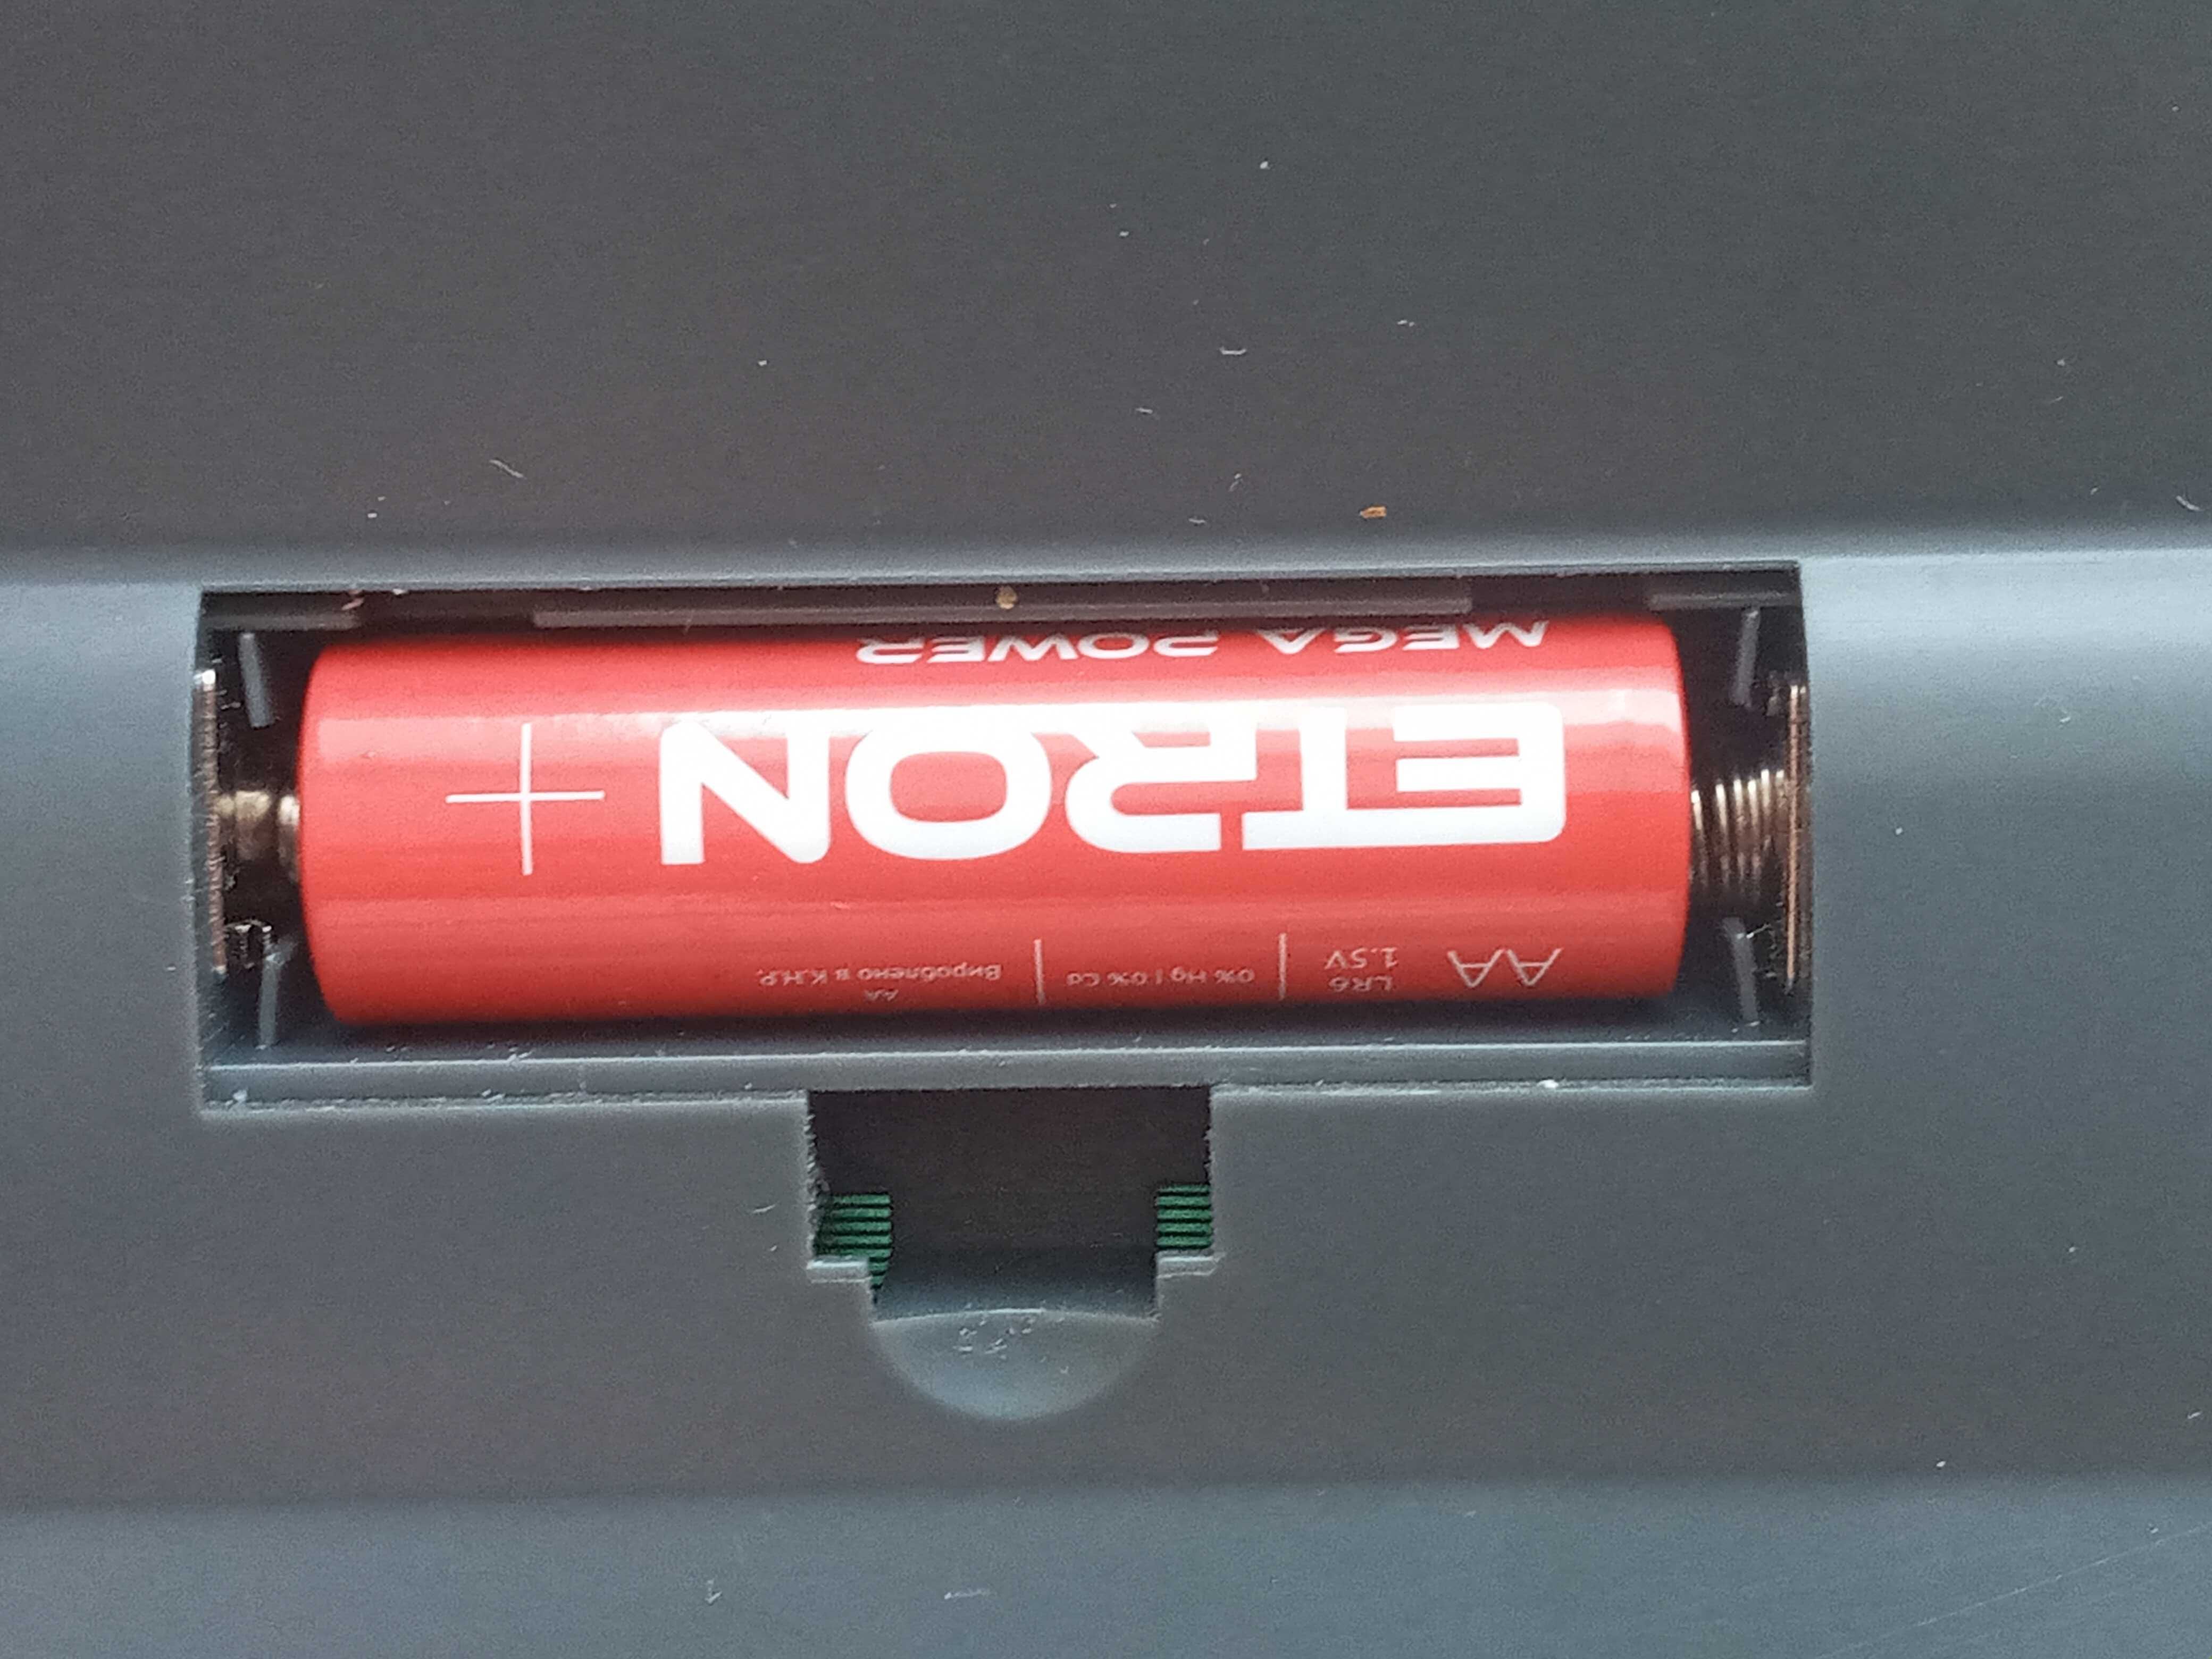 MEGA POWER
ETRON +
AA
LR6
1.5V
0% Hg | 0% Cd
AA
Вироблено в К.Н.Р.